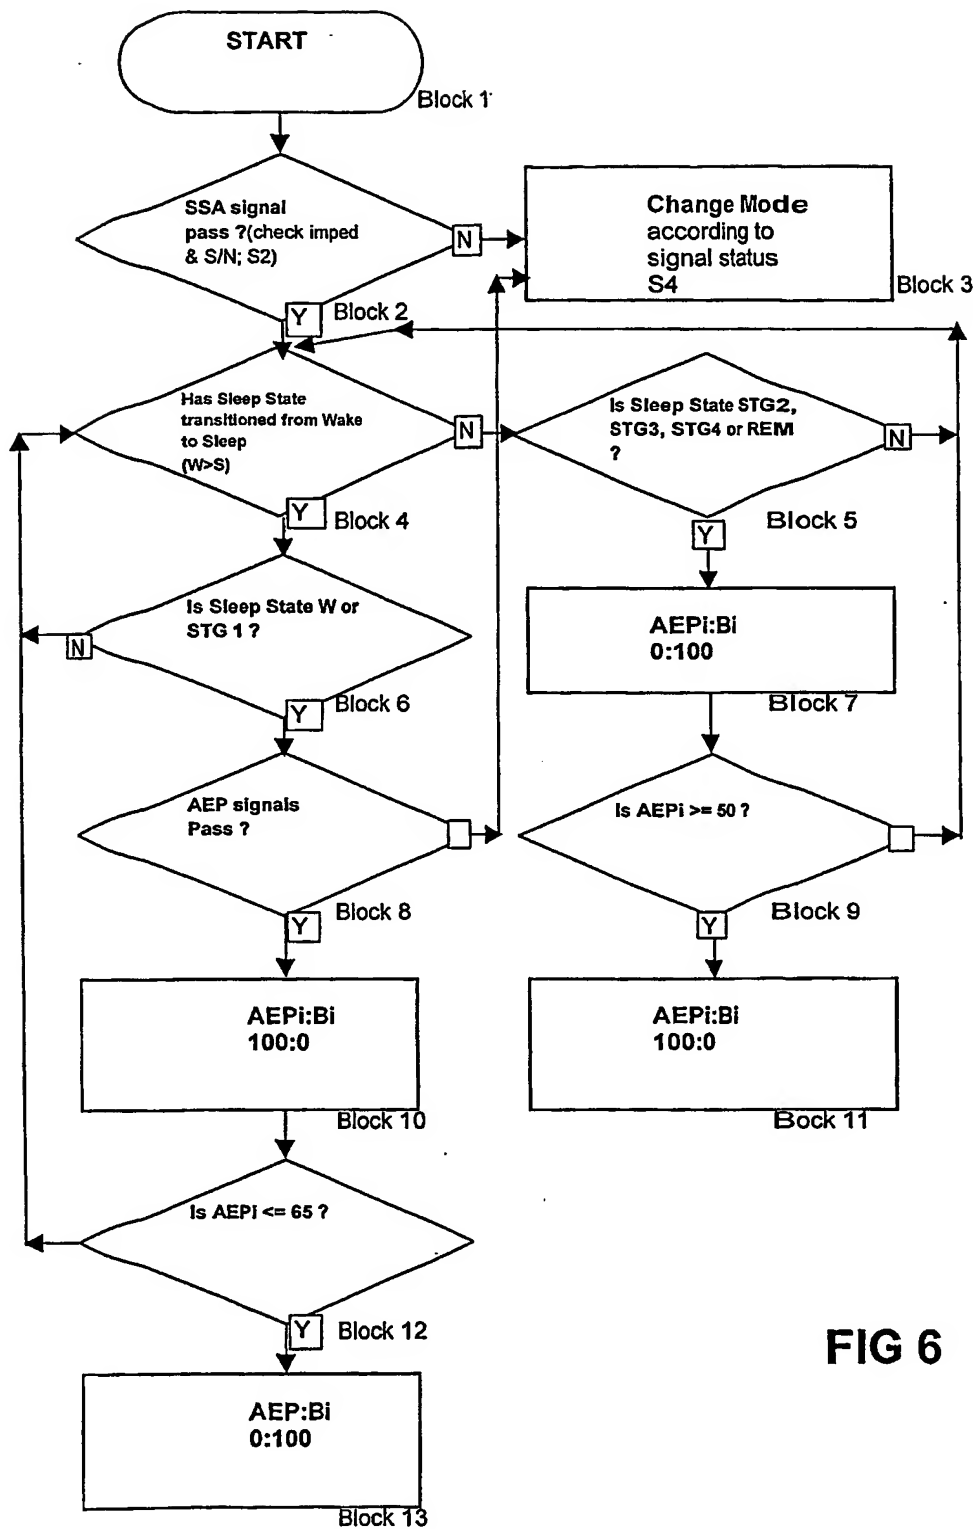 START
Block 1
SSA signal
pass ?(check imped
& S/N; S2)
N
Y
Block 2
Change Mode
according to
signal status
S4
Block 3
Has Sleep State
transitioned from Wake
to Sleep
(W>S)
N
Y
Block 4
Is Sleep State STG2,
STG3, STG4 or REM
?
N
Y
Block 5
Is Sleep State W or
STG 1 ?
N
Y
Block 6
AEPi:Bi
0:100
Block 7
AEP signals
Pass ?
Y
Block 8
Is AEPi >= 50 ?
Y
Block 9
AEPi:Bi
100:0
Block 10
AEPi:Bi
100:0
Bock 11
Is AEPi <= 65 ?
Y
Block 12
AEP:Bi
0:100
Block 13
FIG 6